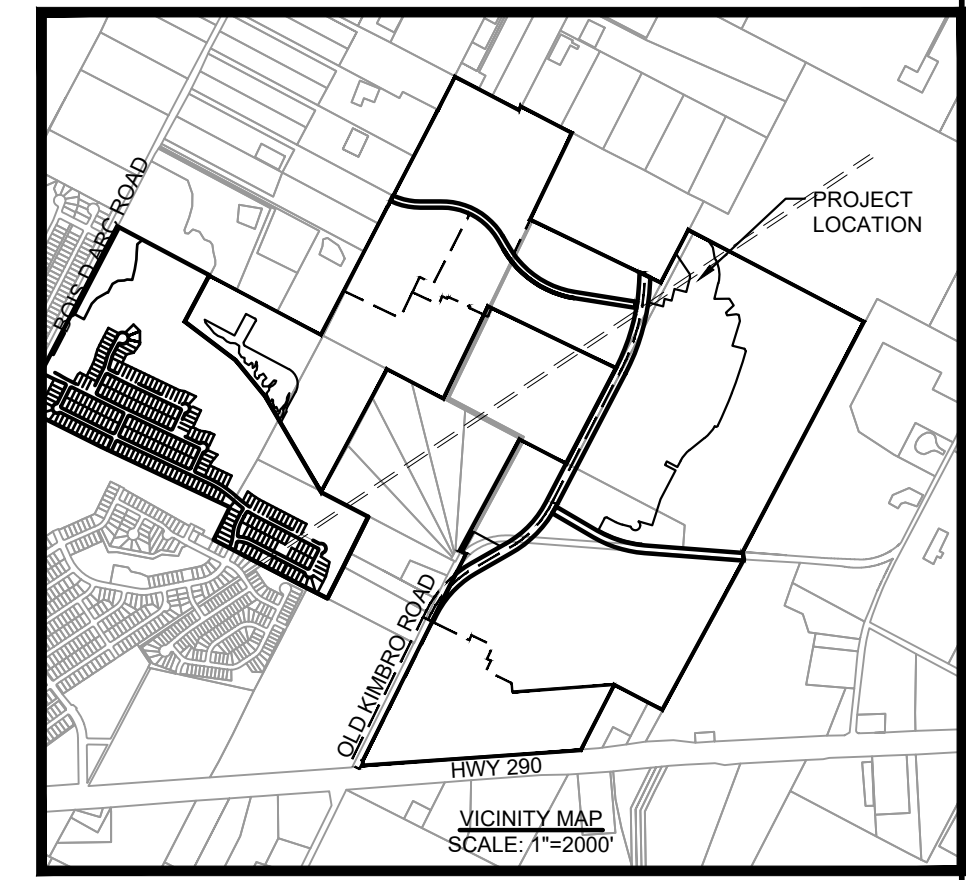 BOIS D ARC ROAD
PROJECT
LOCATION
OLD KIMBRO ROAD
HWY 290
VICINITY MAP
SCALE: 1"=2000'